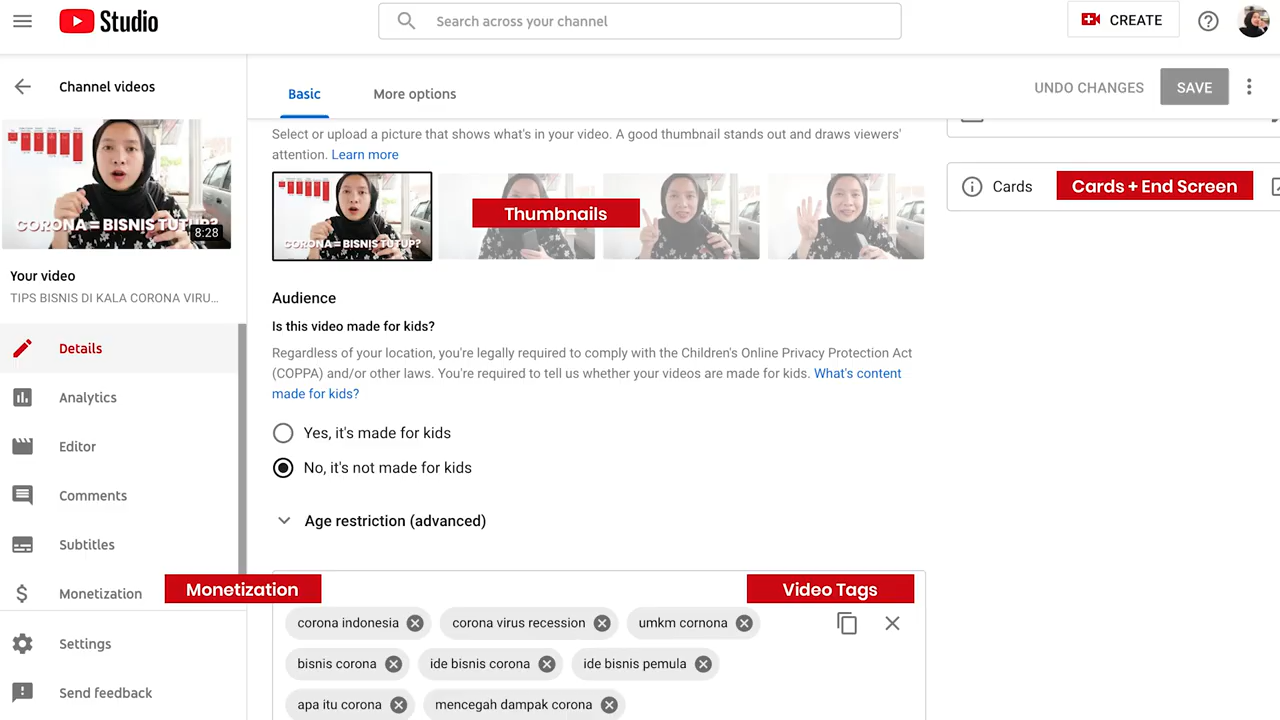 Studio
Search across your channel
CREATE
Channel videos
Basic
More options
UNDO CHANGES
SAVE
CORONA = BISNIS TUTUP?
8:28
Your video
TIPS BISNIS DI KALA CORONA VIRU...
Details
Analytics
Editor
Comments
Subtitles
Monetization
Monetization
Settings
Send feedback
Select or upload a picture that shows what's in your video. A good thumbnail stands out and draws viewers'
attention. Learn more
CORONA = BISNIS TUTUP?
Thumbnails
Cards
Cards + End Screen
Audience
Is this video made for kids?
Regardless of your location, you're legally required to comply with the Children's Online Privacy Protection Act
(COPPA) and/or other laws. You're required to tell us whether your videos are made for kids. What's content
made for kids?
Yes, it's made for kids
No, it's not made for kids
Age restriction (advanced)
Video Tags
corona indonesia
corona virus recession
umkm cornona
bisnis corona
ide bisnis corona
ide bisnis pemula
apa itu corona
mencegah dampak corona